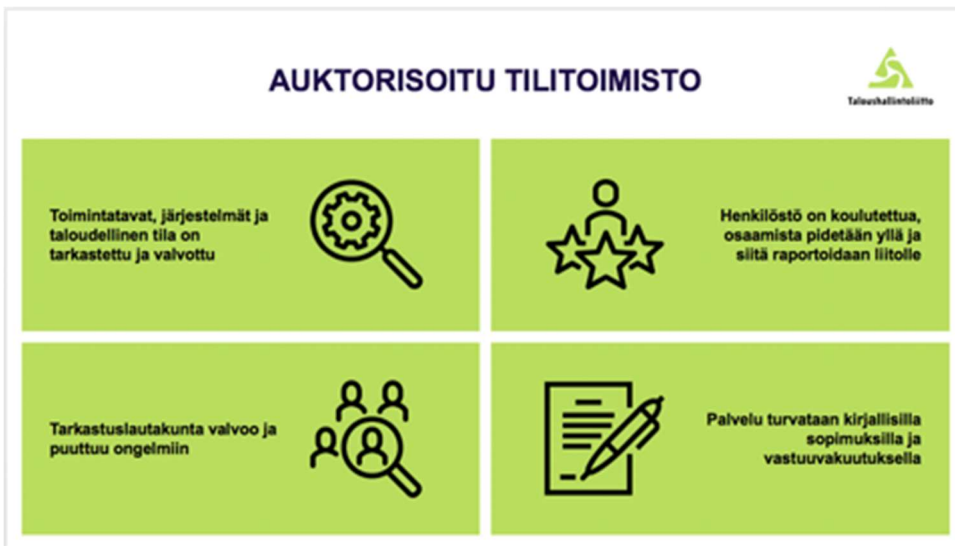 AUKTORISOITU TILITOIMISTO
Taloushallintoliitto
Toimintatavat, järjestelmät ja
taloudellinen tila on
tarkastettu ja valvottu
Henkilöstö on koulutettua,
osaamista pidetään yllä ja
siitä raportoidaan liitolle
Tarkastuslautakunta valvoo ja
puuttuu ongelmiin
Palvelu turvataan kirjallisilla
sopimuksilla ja
vastuuvakuutuksella